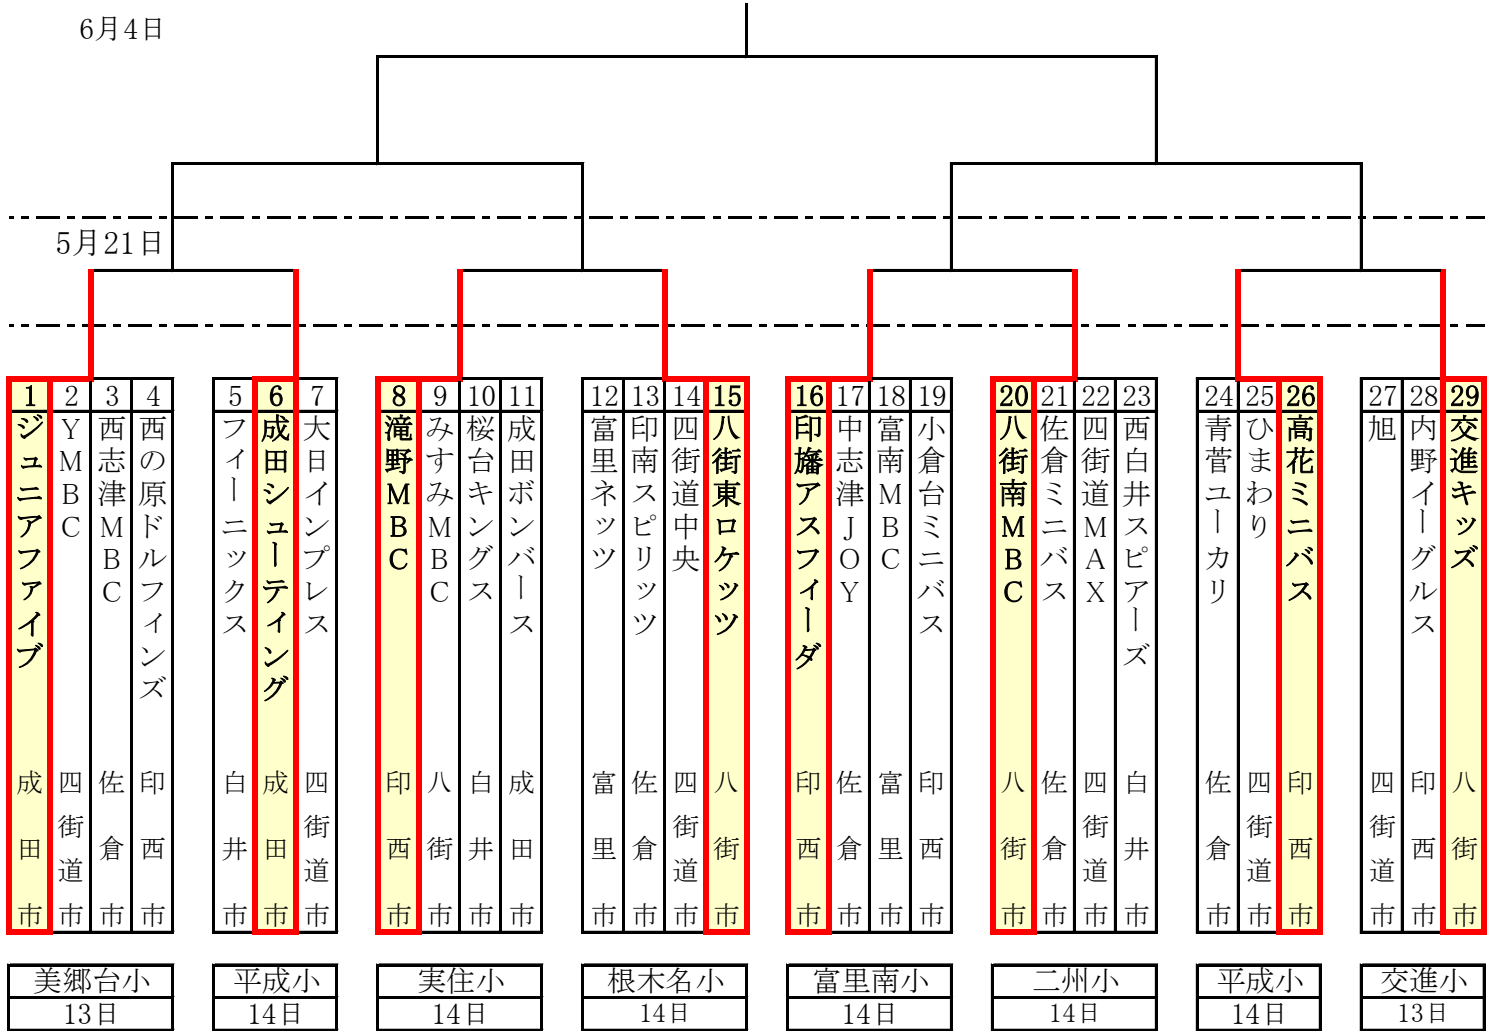 6月4日
5月21日
1 ジュニアファイブ 成田市
2 YMBC 四街道市
3 西志津MBC 佐倉市
4 西の原ドルフィンズ 印西市
5 フィーニックス 白井市
6 成田シューティング 成田市
7 大日インプレス 四街道市
8 滝野MBC 印西市
9 みすみMBC 八街市
10 桜台キングス 白井市
11 成田ボンバース 成田市
12 富里ネッツ 富里市
13 印南スピリッツ 佐倉市
14 四街道中央 四街道市
15 八街東ロケッツ 八街市
16 印旛アスフィーダ 印西市
17 中志津JOY 佐倉市
18 富南MBC 富里市
19 小倉台ミニバス 印西市
20 八街南MBC 八街市
21 佐倉ミニバス 佐倉市
22 四街道MAX 四街道市
23 西白井スピアーズ 白井市
24 青菅ユーカリ 佐倉市
25 ひまわり 四街道市
26 高花ミニバス 印西市
27 旭 四街道市
28 内野イーグルス 印西市
29 交進キッズ 八街市
美郷台小 平成小 実住小 根木名小 富里南小 二州小 平成小 交進小
13日 14日 14日 14日 14日 14日 14日 13日